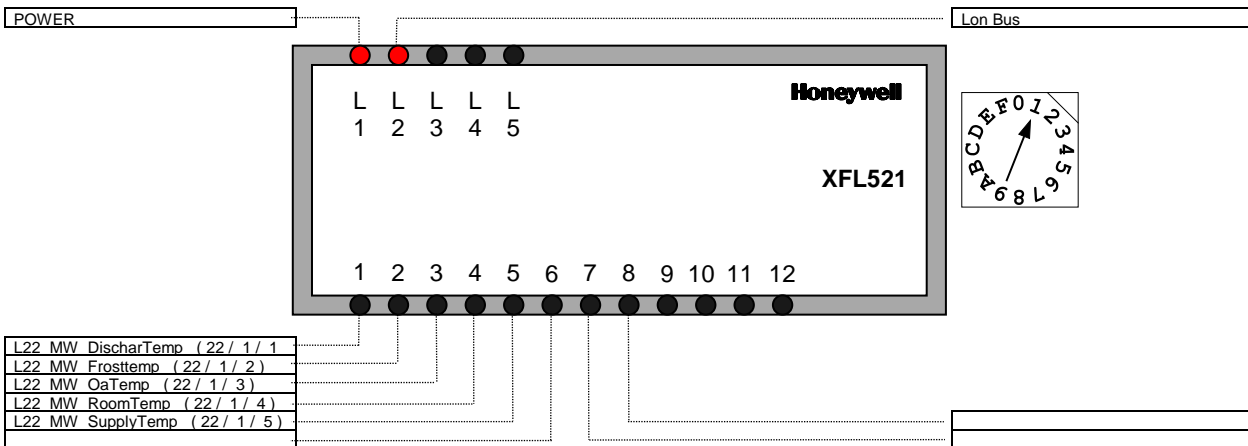 POWER
Lon Bus
L L L L L
1 2 3 4 5
Honeywell
XFL521
0 1 2 3 4 5 6 7 8 9 A B C D E F
1 2 3 4 5 6 7 8 9 10 11 12
L22 MW DischarTemp ( 22 / 1 / 1
L22 MW Frosttemp ( 22 / 1 / 2 )
L22 MW OaTemp ( 22 / 1 / 3 )
L22 MW RoomTemp ( 22 / 1 / 4 )
L22 MW SupplyTemp ( 22 / 1 / 5 )